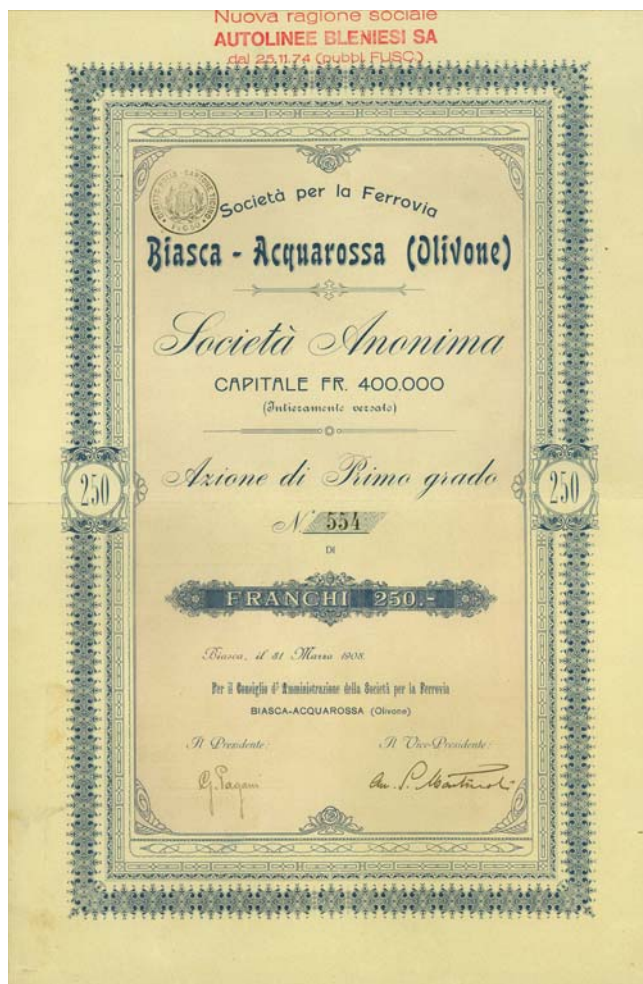 Nuova ragione sociale
AUTOLINEE BLENIESI SA
dal 25.11.74 (pubbl. FUSC)
Società per la Ferrovia
Biasca - Acquarossa (Olivone)
Società Anonima
CAPITALE FR. 400.000
(Intieramente versato)
250
250
Azione di Primo grado
N. 554
DI
FRANCHI 250.-
Biasca, il 31 Marzo 1908.
Per il Consiglio d'Amministrazione della Società per la Ferrovia
BIASCA-ACQUAROSSA (Olivone)
Il Presidente:
Il Vice-Presidente:
G. Pagani